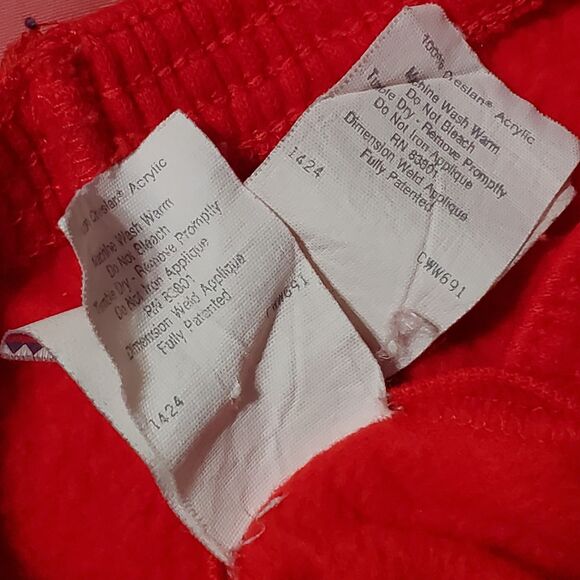 100% Creslan® Acrylic
Machine Wash Warm
Do Not Bleach
Tumble Dry - Remove Promptly
Do Not Iron Applique
RN 83801
Dimension Weld Applique
Fully Patented
1424
CWW691
Creslan® Acrylic
Machine Wash Warm
Do Not Bleach
Tumble Dry - Remove Promptly
Do Not Iron Applique
RN 83801
Dimension Weld Applique
Fully Patented
1424
WW691